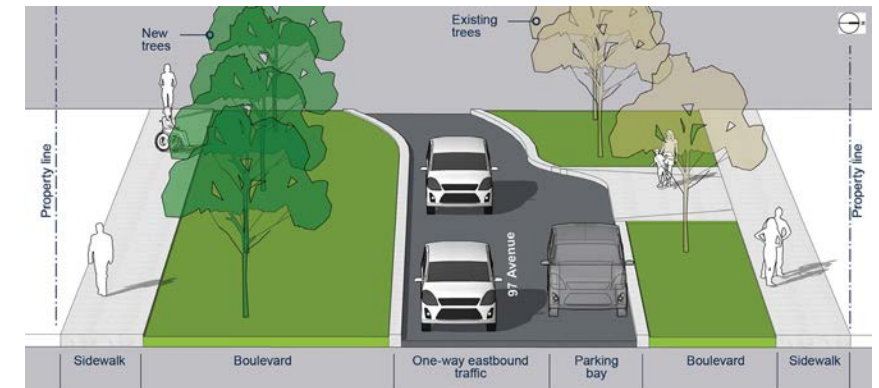 New
trees
Existing
trees
Property line
Property line
97 Avenue
Sidewalk
Boulevard
One-way eastbound
traffic
Parking
bay
Boulevard
Sidewalk